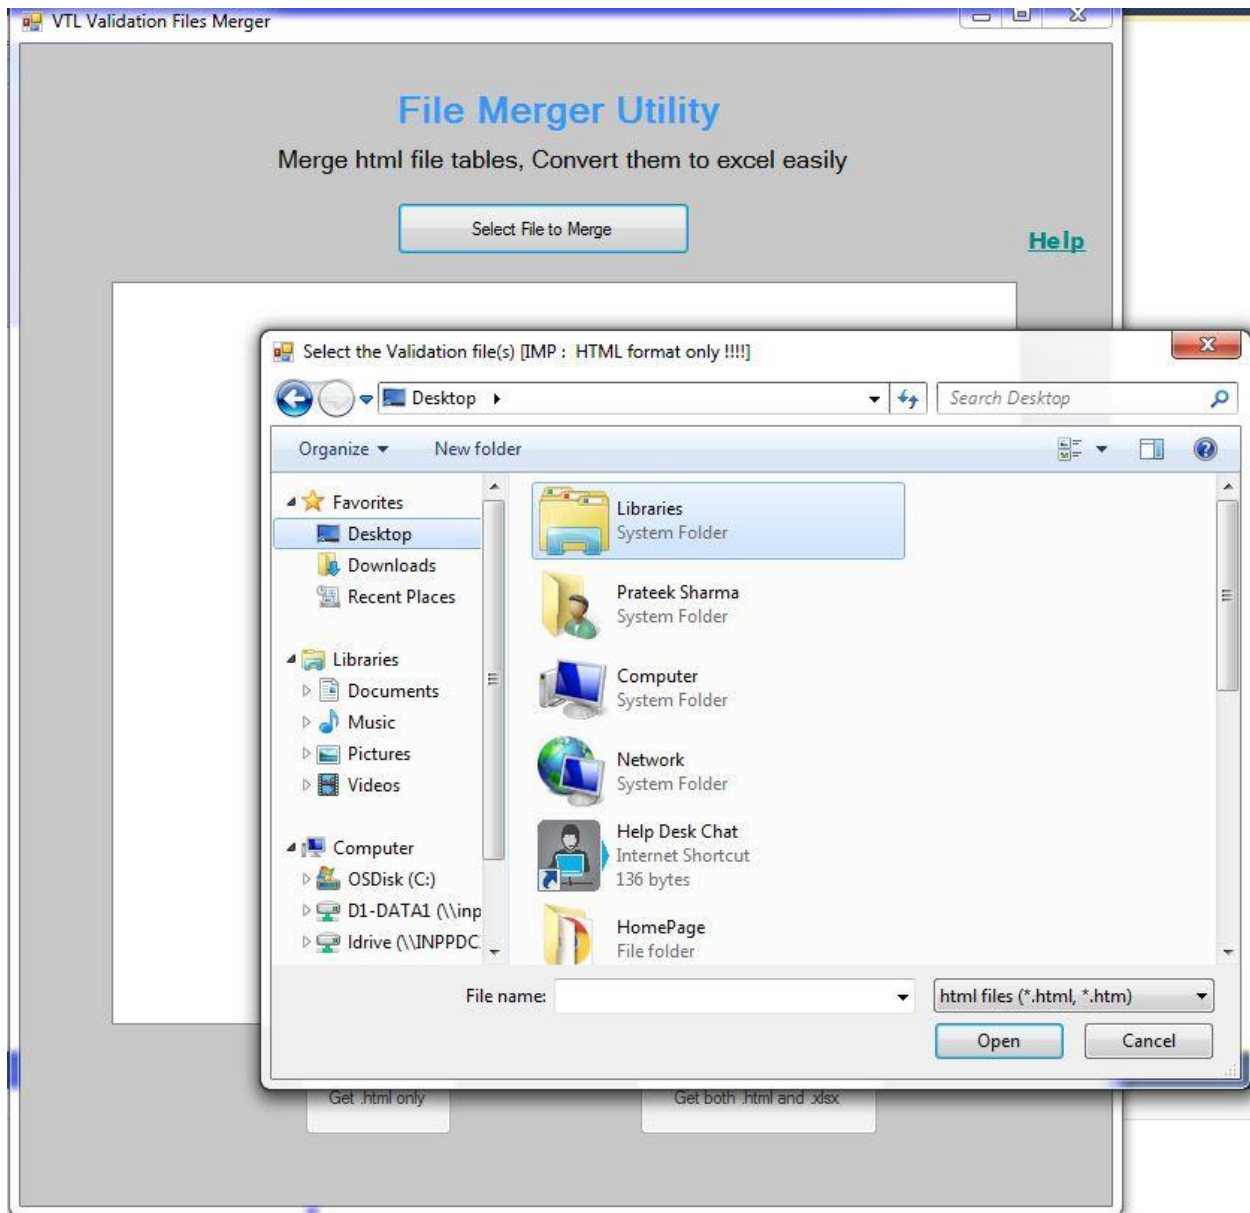 VTL Validation Files Merger
File Merger Utility
Merge html file tables, Convert them to excel easily
Select File to Merge
Help
Select the Validation file(s) [IMP : HTML format only !!!!]
Desktop
Search Desktop
Organize
New folder
Favorites
Desktop
Downloads
Recent Places
Libraries
Documents
Music
Pictures
Videos
Computer
OSDisk (C:)
D1-DATA1 (\\inp
Idrive (\\INPPDC
Libraries
System Folder
Prateek Sharma
System Folder
Computer
System Folder
Network
System Folder
Help Desk Chat
Internet Shortcut
136 bytes
HomePage
File folder
File name:
html files (*.html, *.htm)
Open
Cancel
Get .html only
Get both .html and .xlsx